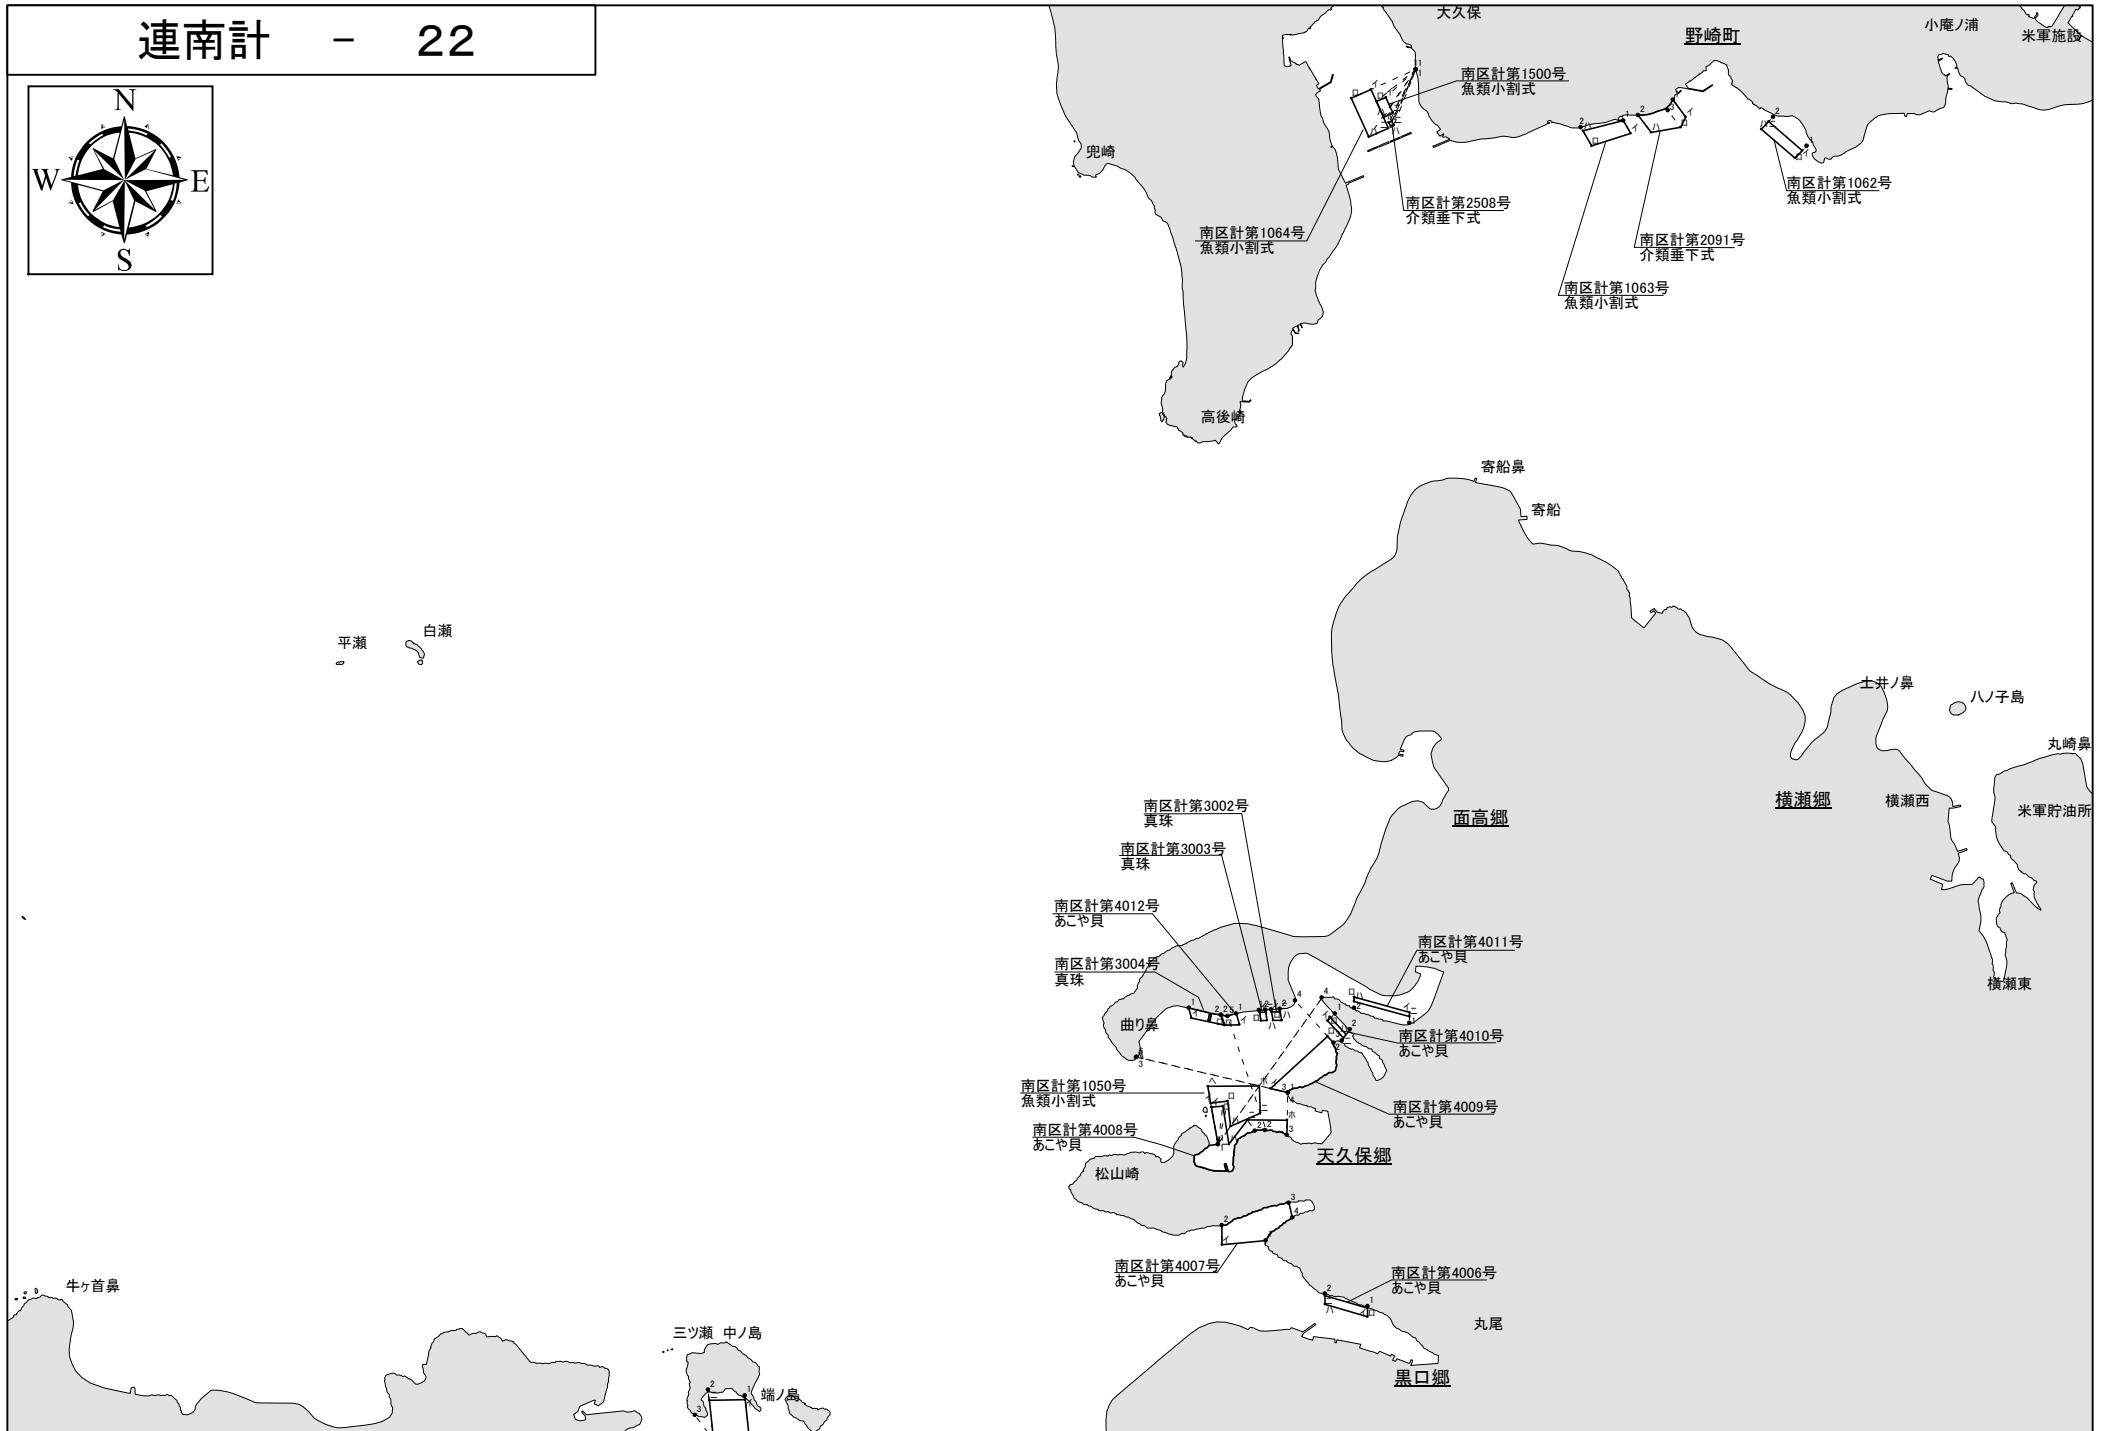 連南計 － 22
N
W
E
S
大久保
野崎町
小庵ノ浦
米軍施設
南区計第1500号
魚類小割式
兜崎
南区計第1062号
魚類小割式
南区計第2508号
介類垂下式
南区計第1064号
魚類小割式
南区計第2091号
介類垂下式
南区計第1063号
魚類小割式
高後崎
寄船鼻
寄船
平瀬
白瀬
土井ノ鼻
八ノ子島
丸崎鼻
横瀬郷
横瀬西
米軍貯油所
面高郷
南区計第3002号
真珠
南区計第3003号
真珠
南区計第4012号
あこや貝
南区計第4011号
あこや貝
南区計第3004号
真珠
横瀬東
曲り鼻
南区計第4010号
あこや貝
南区計第1050号
魚類小割式
南区計第4009号
あこや貝
南区計第4008号
あこや貝
天久保郷
松山崎
南区計第4007号
あこや貝
南区計第4006号
あこや貝
牛ヶ首鼻
丸尾
三ツ瀬 中ノ島
端ノ島
黒口郷